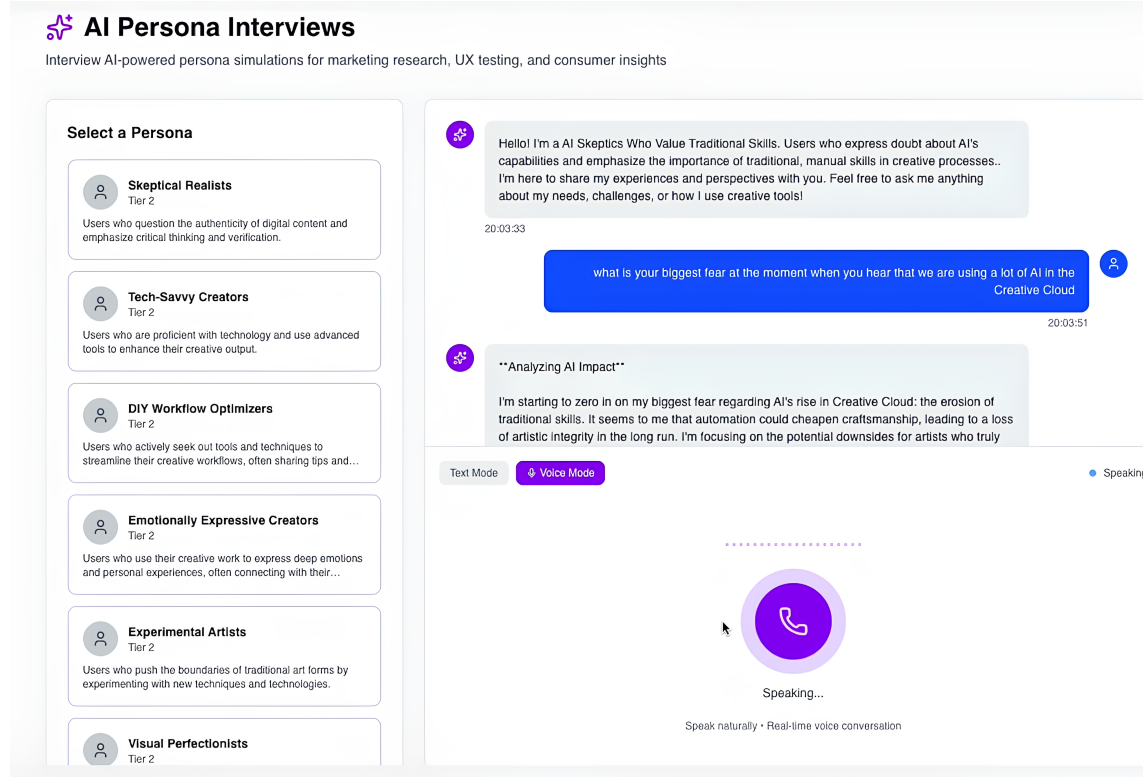 AI Persona Interviews
Interview AI-powered persona simulations for marketing research, UX testing, and consumer insights
Select a Persona
Skeptical Realists
Tier 2
Users who question the authenticity of digital content and
emphasize critical thinking and verification.
Tech-Savvy Creators
Tier 2
Users who are proficient with technology and use advanced
tools to enhance their creative output.
DIY Workflow Optimizers
Tier 2
Users who actively seek out tools and techniques to
streamline their creative workflows, often sharing tips and...
Emotionally Expressive Creators
Tier 2
Users who use their creative work to express deep emotions
and personal experiences, often connecting with their...
Experimental Artists
Tier 2
Users who push the boundaries of traditional art forms by
experimenting with new techniques and technologies.
Visual Perfectionists
Tier 2
Hello! I'm a AI Skeptics Who Value Traditional Skills. Users who express doubt about AI's
capabilities and emphasize the importance of traditional, manual skills in creative processes..
I'm here to share my experiences and perspectives with you. Feel free to ask me anything
about my needs, challenges, or how I use creative tools!
20:03:33
what is your biggest fear at the moment when you hear that we are using a lot of AI in the
Creative Cloud
20:03:51
**Analyzing AI Impact**
I'm starting to zero in on my biggest fear regarding AI's rise in Creative Cloud: the erosion of
traditional skills. It seems to me that automation could cheapen craftsmanship, leading to a loss
of artistic integrity in the long run. I'm focusing on the potential downsides for artists who truly
Text Mode
Voice Mode
Speaking
Speaking...
Speak naturally • Real-time voice conversation